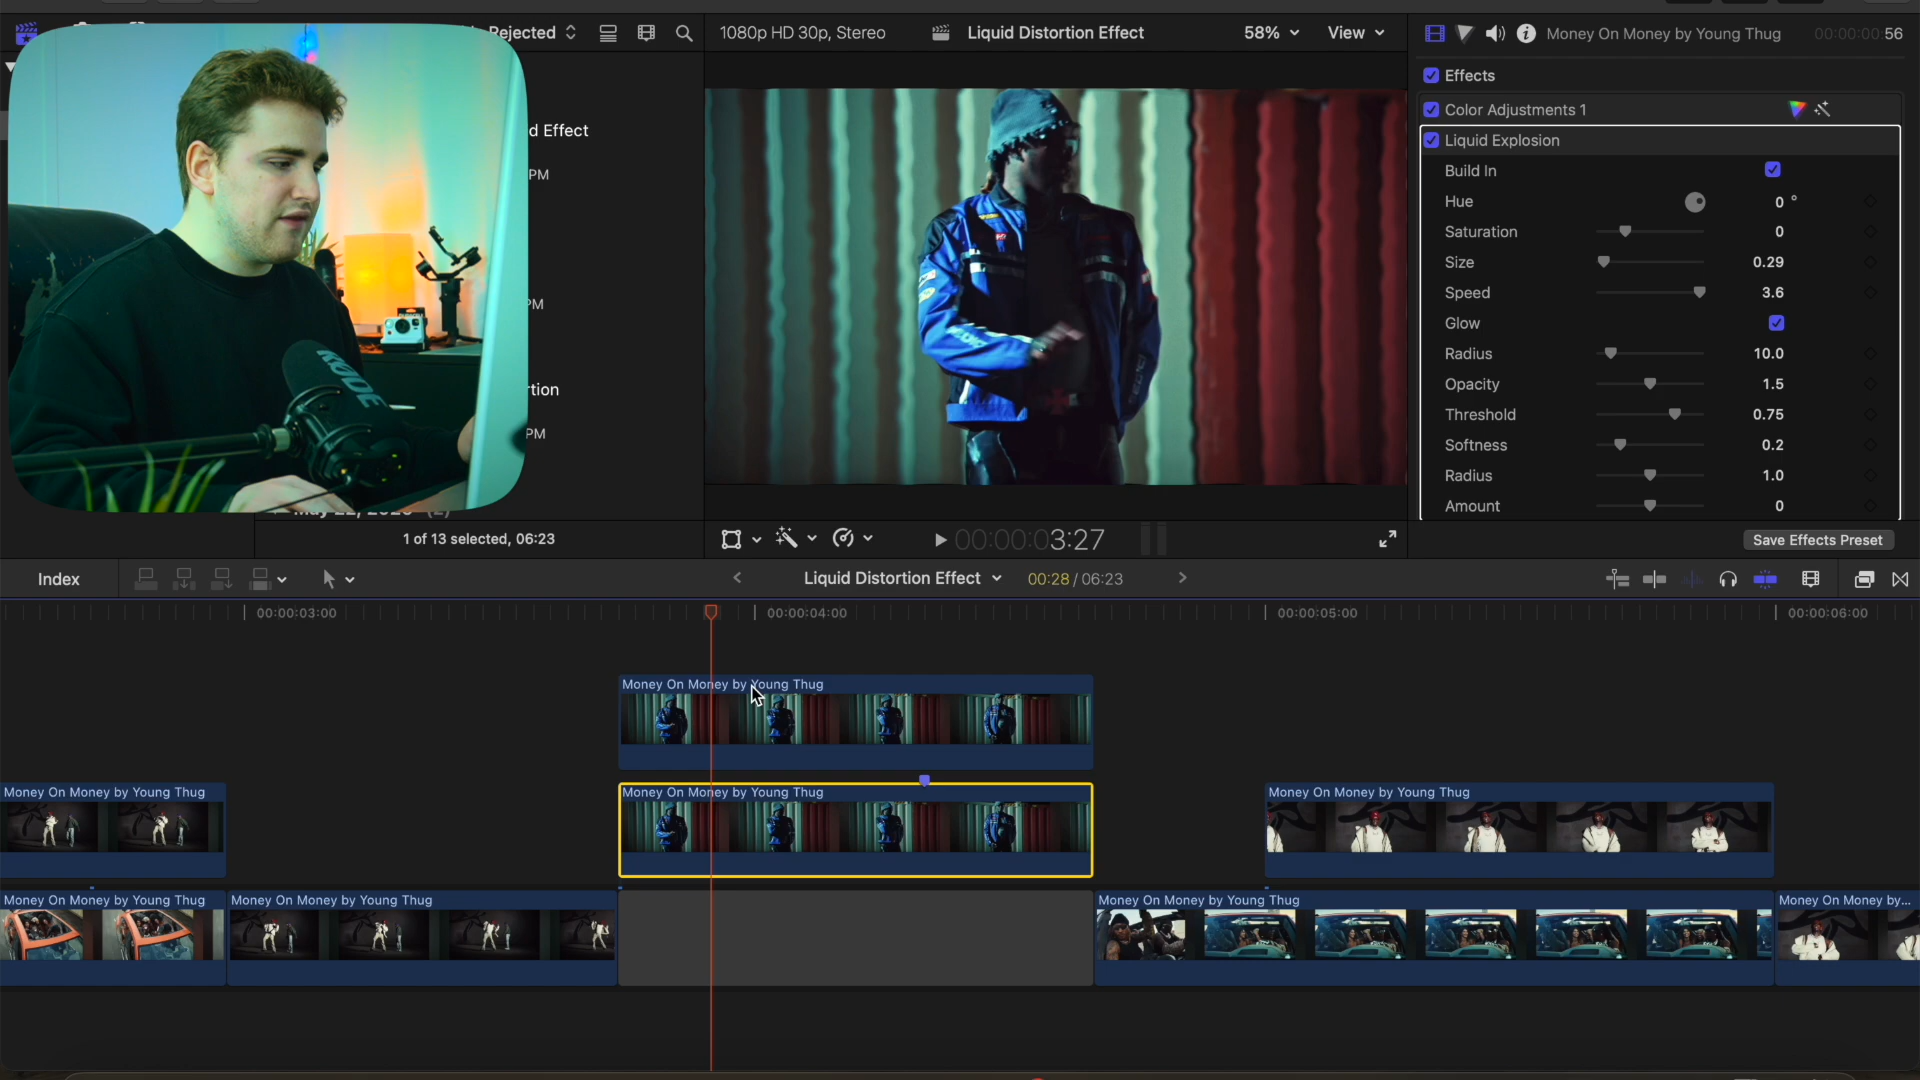 Rejected
1080p HD 30p, Stereo
Liquid Distortion Effect
58%
View
Money On Money by Young Thug
00:00:00:56
Effects
Color Adjustments 1
Liquid Explosion
Build In
Hue 0 °
Saturation 0
Size 0.29
Speed 3.6
Glow
Radius 10.0
Opacity 1.5
Threshold 0.75
Softness 0.2
Radius 1.0
Amount 0
Save Effects Preset
d Effect
PM
PM
rtion
PM
RØDE
1 of 13 selected, 06:23
00:00:03:27
Index
Liquid Distortion Effect
00:28 / 06:23
00:00:03:00
00:00:04:00
00:00:05:00
00:00:06:00
Money On Money by Young Thug
Money On Money by Young Thug
Money On Money by Young Thug
Money On Money by Young Thug
Money On Money by Young Thug
Money On Money by Young Thug
Money On Money by Young Thug
Money On Money by...